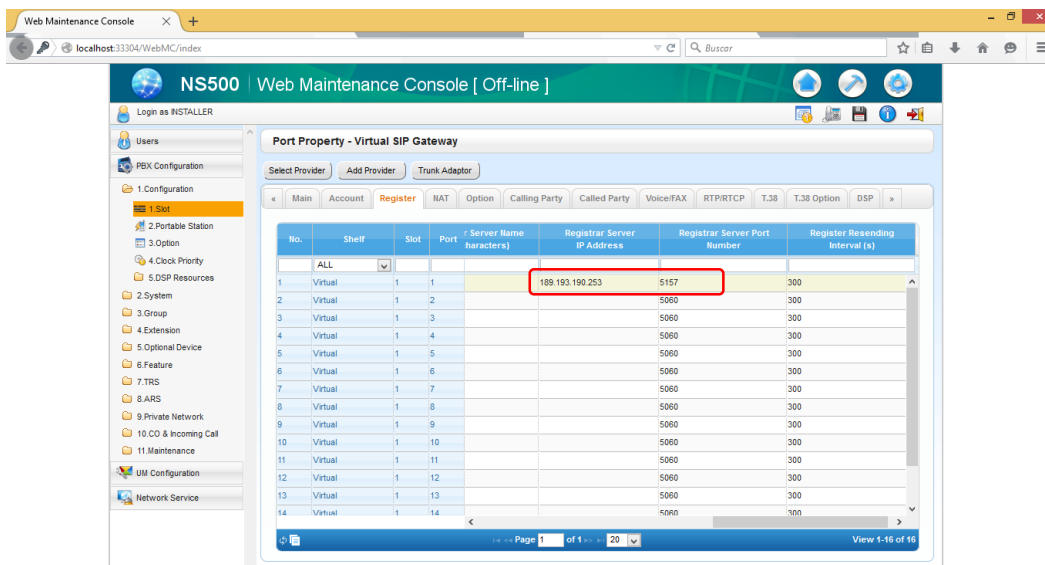 Web Maintenance Console
localhost:33304/WebMC/index
Buscar
NS500 Web Maintenance Console [ Off-line ]
Login as INSTALLER
Users
PBX Configuration
1.Configuration
1.Slot
2.Portable Station
3.Option
4.Clock Priority
5.DSP Resources
2.System
3.Group
4.Extension
5.Optional Device
6.Feature
7.TRS
8.ARS
9.Private Network
10.CO & Incoming Call
11.Maintenance
UM Configuration
Network Service
Port Property - Virtual SIP Gateway
Select Provider Add Provider Trunk Adaptor
« Main Account Register NAT Option Calling Party Called Party Voice/FAX RTP/RTCP T.38 T.38 Option DSP »
No. Shelf Slot Port r Server Name haracters) Registrar Server IP Address Registrar Server Port Number Register Resending Interval (s)
ALL
1 Virtual 1 1 189.193.190.253 5157 300
2 Virtual 1 2 5060 300
3 Virtual 1 3 5060 300
4 Virtual 1 4 5060 300
5 Virtual 1 5 5060 300
6 Virtual 1 6 5060 300
7 Virtual 1 7 5060 300
8 Virtual 1 8 5060 300
9 Virtual 1 9 5060 300
10 Virtual 1 10 5060 300
11 Virtual 1 11 5060 300
12 Virtual 1 12 5060 300
13 Virtual 1 13 5060 300
14 Virtual 1 14 5060 300
Page 1 of 1 20 View 1-16 of 16